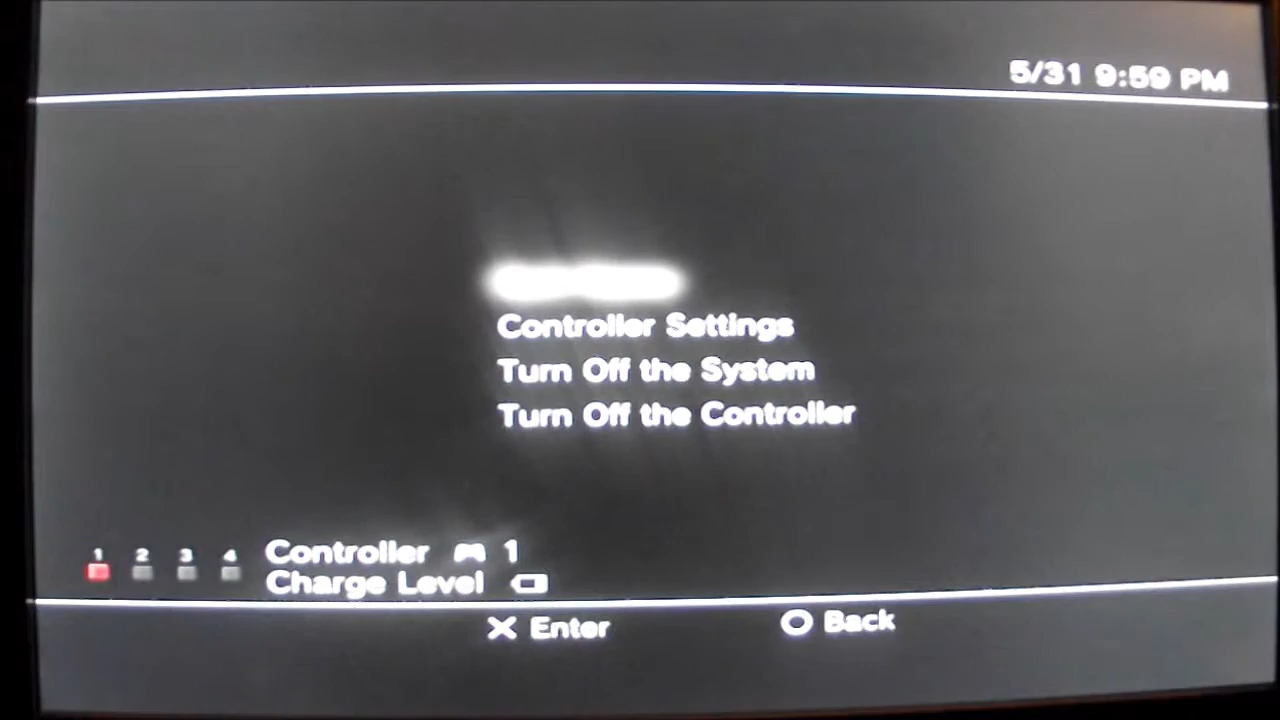 5/31 9:59 PM
Controller Settings
Turn Off the System
Turn Off the Controller
1 2 3 4
Controller 1
Charge Level
X Enter
O Back